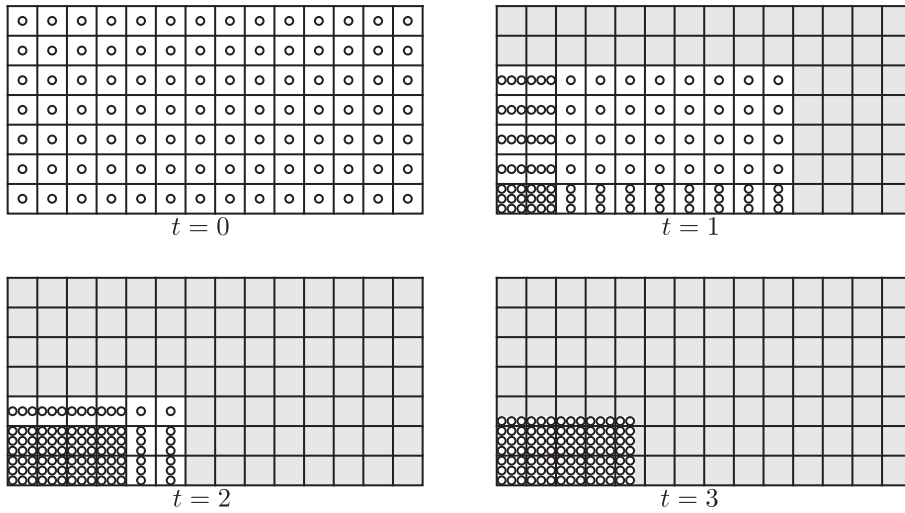 t = 0
t = 1
t = 2
t = 3